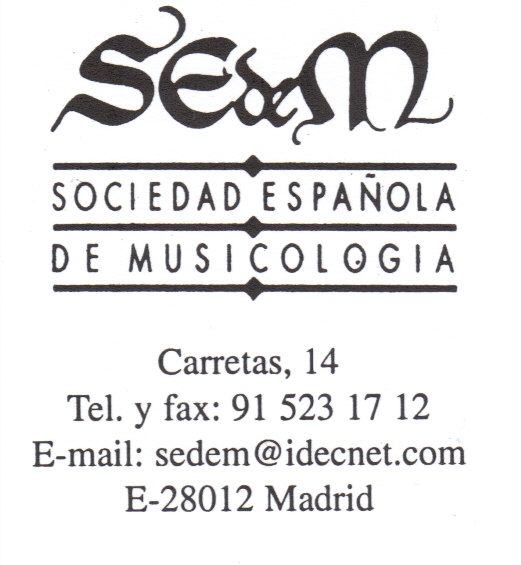 SEdeM
SOCIEDAD ESPAÑOLA
DE MUSICOLOGIA
Carretas, 14
Tel. y fax: 91 523 17 12
E-mail: sedem@idecnet.com
E-28012 Madrid